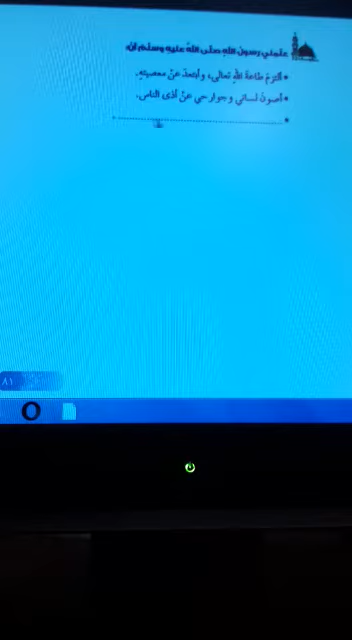 علمني رسول الله صلى الله عليه وسلم أن:
• ألتزمُ طاعةَ اللهِ تعالى، وأبتعدَ عنْ معصيتِهِ.
• أصونَ لساني وجوارحي عنْ أذى الناسِ.
• ........................................
٨١